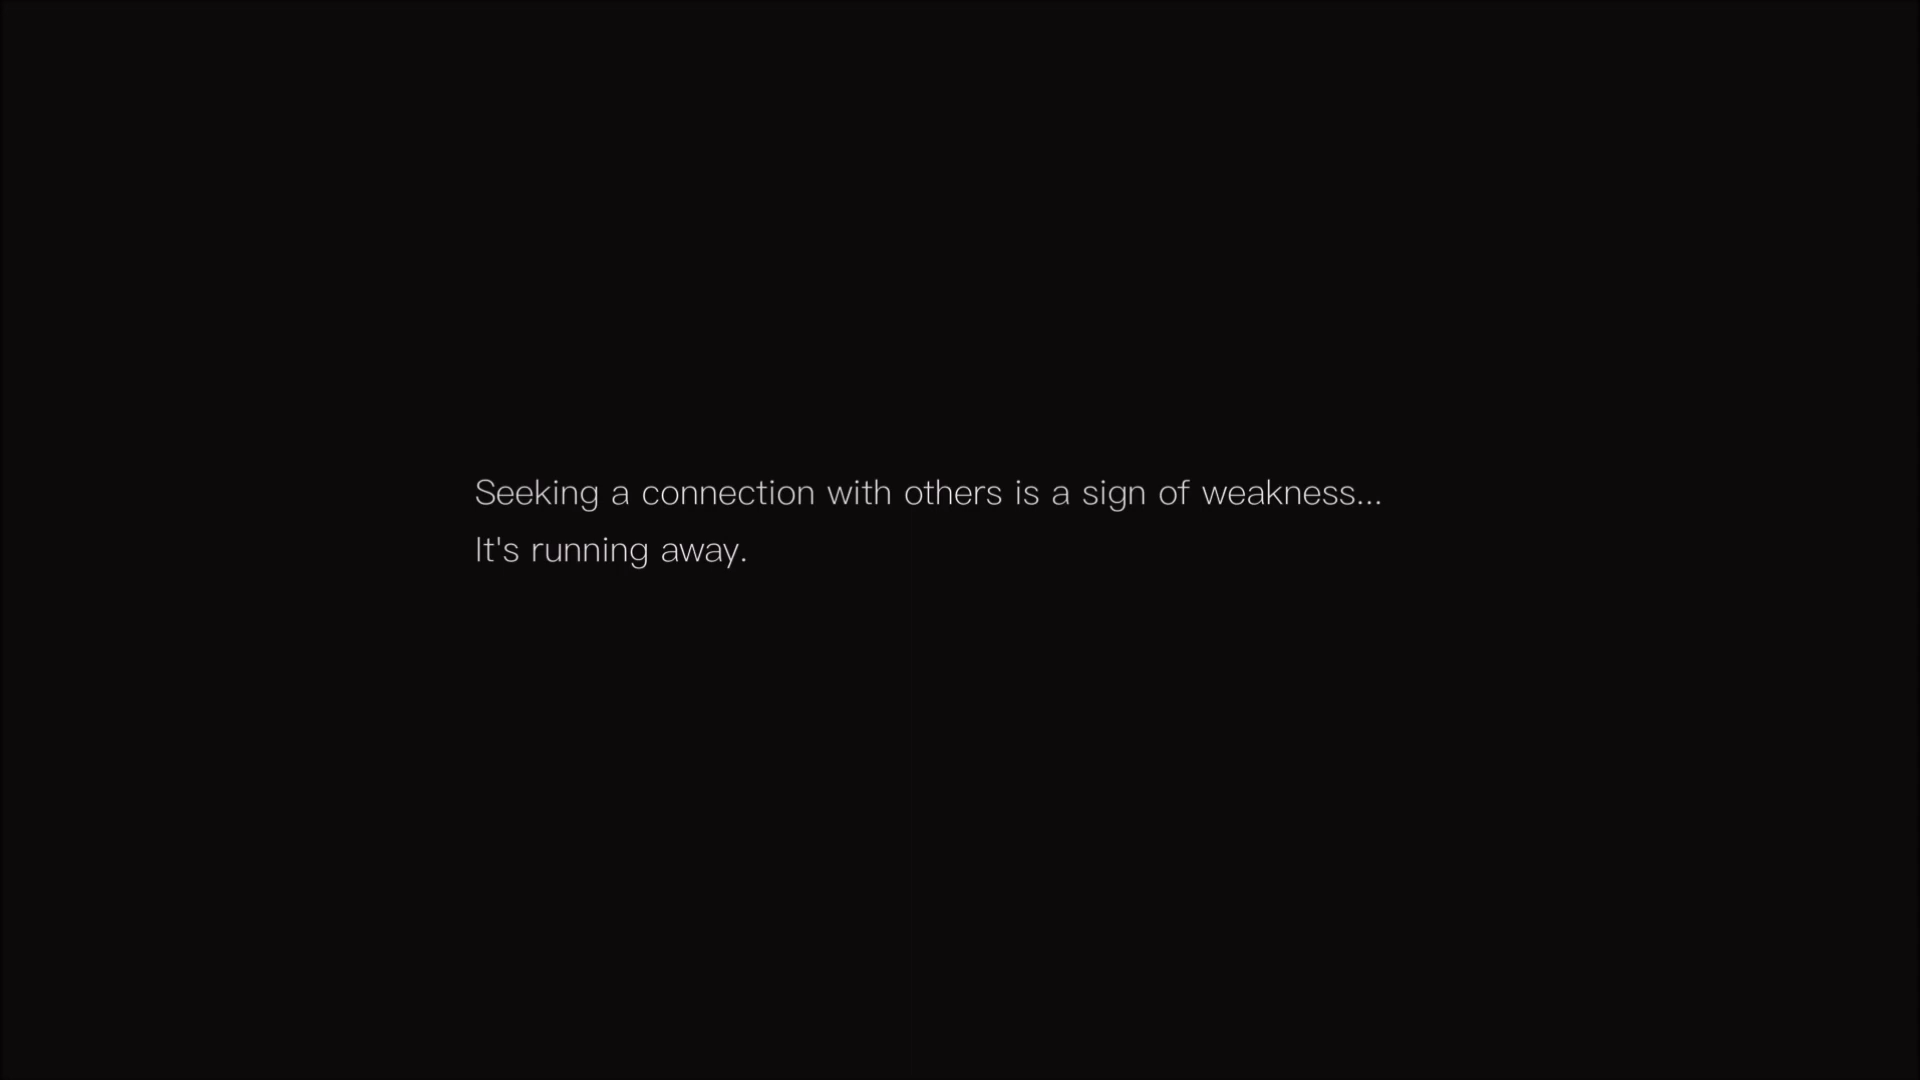 Seeking a connection with others is a sign of weakness...
It's running away.